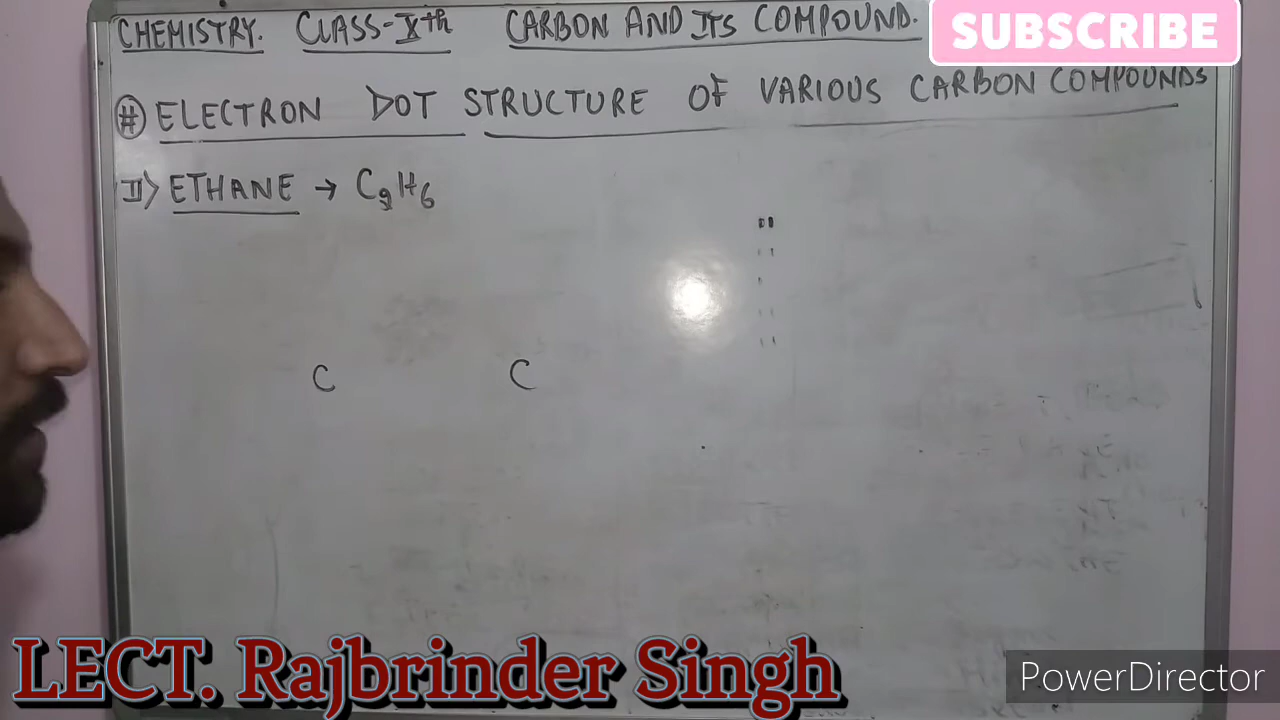 CHEMISTRY. CLASS-Xth CARBON AND ITS COMPOUND.
SUBSCRIBE
# ELECTRON DOT STRUCTURE OF VARIOUS CARBON COMPOUNDS
II) ETHANE → C2H6
C C
LECT. Rajbrinder Singh
PowerDirector